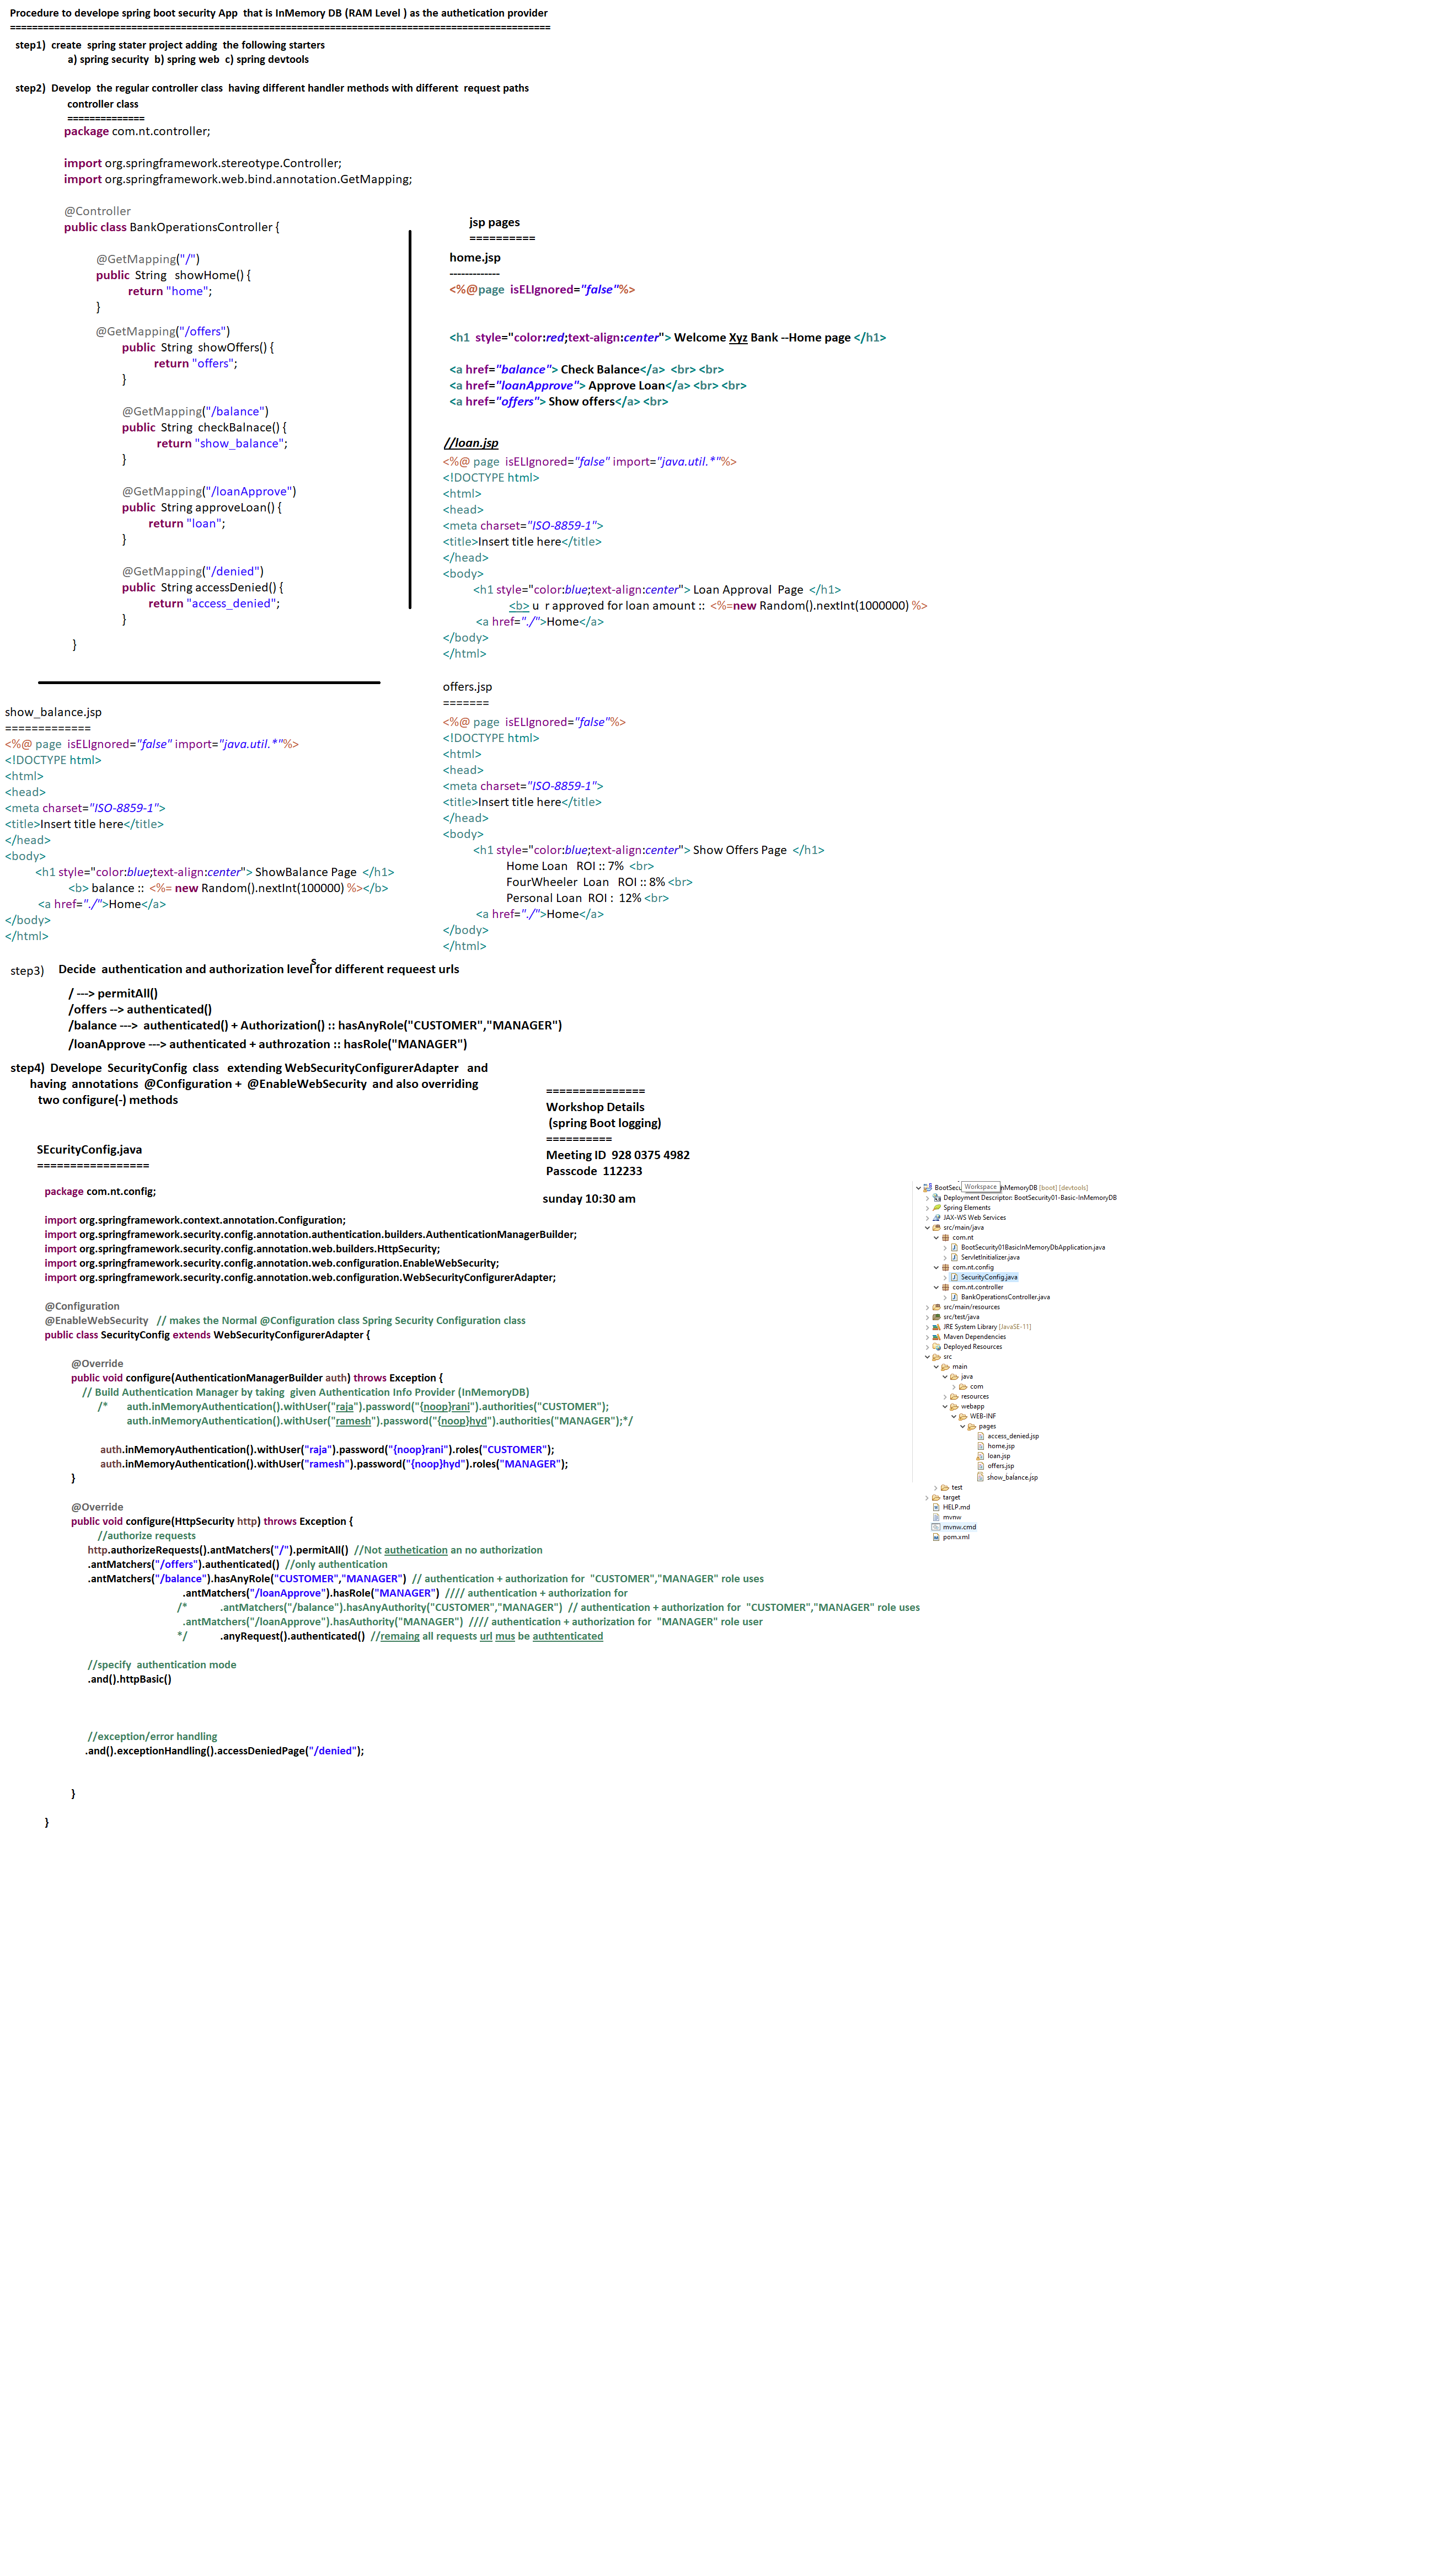 Procedure to develope spring boot security App  that is InMemory DB (RAM Level ) as the authetication provider
==================================================================================================
step1)  create  spring stater project adding  the following starters
a) spring security  b) spring web  c) spring devtools
step2)  Develop  the regular controller class  having different handler methods with different  request paths
controller class
==============
package com.nt.controller;
import org.springframework.stereotype.Controller;
import org.springframework.web.bind.annotation.GetMapping;
@Controller
public class BankOperationsController {
@GetMapping("/")
public  String   showHome() {
return "home";
}
@GetMapping("/offers")
public  String  showOffers() {
return "offers";
}
@GetMapping("/balance")
public  String  checkBalnace() {
return "show_balance";
}
@GetMapping("/loanApprove")
public  String approveLoan() {
return "loan";
}
@GetMapping("/denied")
public  String accessDenied() {
return "access_denied";
}
}
jsp pages
==========
home.jsp
-------------
<%@page  isELIgnored="false"%>
<h1  style="color:red;text-align:center"> Welcome Xyz Bank --Home page </h1>
<a href="balance"> Check Balance</a>  <br> <br>
<a href="loanApprove"> Approve Loan</a> <br> <br>
<a href="offers"> Show offers</a> <br>
//loan.jsp
<%@ page  isELIgnored="false" import="java.util.*"%>
<!DOCTYPE html>
<html>
<head>
<meta charset="ISO-8859-1">
<title>Insert title here</title>
</head>
<body>
<h1 style="color:blue;text-align:center"> Loan Approval  Page  </h1>
<b> u  r approved for loan amount ::  <%=new Random().nextInt(1000000) %>
<a href="./">Home</a>
</body>
</html>
show_balance.jsp
=============
<%@ page  isELIgnored="false" import="java.util.*"%>
<!DOCTYPE html>
<html>
<head>
<meta charset="ISO-8859-1">
<title>Insert title here</title>
</head>
<body>
<h1 style="color:blue;text-align:center"> ShowBalance Page  </h1>
<b> balance ::  <%= new Random().nextInt(100000) %></b>
<a href="./">Home</a>
</body>
</html>
offers.jsp
=======
<%@ page  isELIgnored="false"%>
<!DOCTYPE html>
<html>
<head>
<meta charset="ISO-8859-1">
<title>Insert title here</title>
</head>
<body>
<h1 style="color:blue;text-align:center"> Show Offers Page  </h1>
Home Loan   ROI :: 7%  <br>
FourWheeler  Loan   ROI :: 8% <br>
Personal Loan  ROI :  12% <br>
<a href="./">Home</a>
</body>
</html>
step3)    Decide  authentication and authorization levels for different requeest urls
/ ---> permitAll()
/offers --> authenticated()
/balance --->  authenticated() + Authorization() :: hasAnyRole("CUSTOMER","MANAGER")
/loanApprove ---> authenticated + authrozation :: hasRole("MANAGER")
step4)  Develope  SecurityConfig  class   extending WebSecurityConfigurerAdapter   and
having  annotations  @Configuration +  @EnableWebSecurity  and also overriding
two configure(-) methods
===============
Workshop Details
(spring Boot logging)
==========
Meeting ID  928 0375 4982
Passcode  112233
sunday 10:30 am
SEcurityConfig.java
=================
package com.nt.config;
import org.springframework.context.annotation.Configuration;
import org.springframework.security.config.annotation.authentication.builders.AuthenticationManagerBuilder;
import org.springframework.security.config.annotation.web.builders.HttpSecurity;
import org.springframework.security.config.annotation.web.configuration.EnableWebSecurity;
import org.springframework.security.config.annotation.web.configuration.WebSecurityConfigurerAdapter;
@Configuration
@EnableWebSecurity   // makes the Normal @Configuration class Spring Security Configuration class
public class SecurityConfig extends WebSecurityConfigurerAdapter {
@Override
public void configure(AuthenticationManagerBuilder auth) throws Exception {
// Build Authentication Manager by taking  given Authentication Info Provider (InMemoryDB)
/*       auth.inMemoryAuthentication().withUser("raja").password("{noop}rani").authorities("CUSTOMER");
auth.inMemoryAuthentication().withUser("ramesh").password("{noop}hyd").authorities("MANAGER");*/
auth.inMemoryAuthentication().withUser("raja").password("{noop}rani").roles("CUSTOMER");
auth.inMemoryAuthentication().withUser("ramesh").password("{noop}hyd").roles("MANAGER");
}
@Override
public void configure(HttpSecurity http) throws Exception {
//authorize requests
http.authorizeRequests().antMatchers("/").permitAll()  //Not authetication an no authorization
.antMatchers("/offers").authenticated()  //only authentication
.antMatchers("/balance").hasAnyRole("CUSTOMER","MANAGER")  // authentication + authorization for  "CUSTOMER","MANAGER" role uses
.antMatchers("/loanApprove").hasRole("MANAGER")  //// authentication + authorization for
/*            .antMatchers("/balance").hasAnyAuthority("CUSTOMER","MANAGER")  // authentication + authorization for  "CUSTOMER","MANAGER" role uses
.antMatchers("/loanApprove").hasAuthority("MANAGER")  //// authentication + authorization for  "MANAGER" role user
*/            .anyRequest().authenticated()  //remaing all requests url mus be authtenticated
//specify  authentication mode
.and().httpBasic()
//exception/error handling
.and().exceptionHandling().accessDeniedPage("/denied");
}
}
BootSecu Workspace nMemoryDB [boot] [devtools]
Deployment Descriptor: BootSecurity01-Basic-InMemoryDB
Spring Elements
JAX-WS Web Services
src/main/java
com.nt
BootSecurity01BasicInMemoryDbApplication.java
ServletInitializer.java
com.nt.config
SecurityConfig.java
com.nt.controller
BankOperationsController.java
src/main/resources
src/test/java
JRE System Library [JavaSE-11]
Maven Dependencies
Deployed Resources
src
main
java
com
resources
webapp
WEB-INF
pages
access_denied.jsp
home.jsp
loan.jsp
offers.jsp
show_balance.jsp
test
target
HELP.md
mvnw
mvnw.cmd
pom.xml